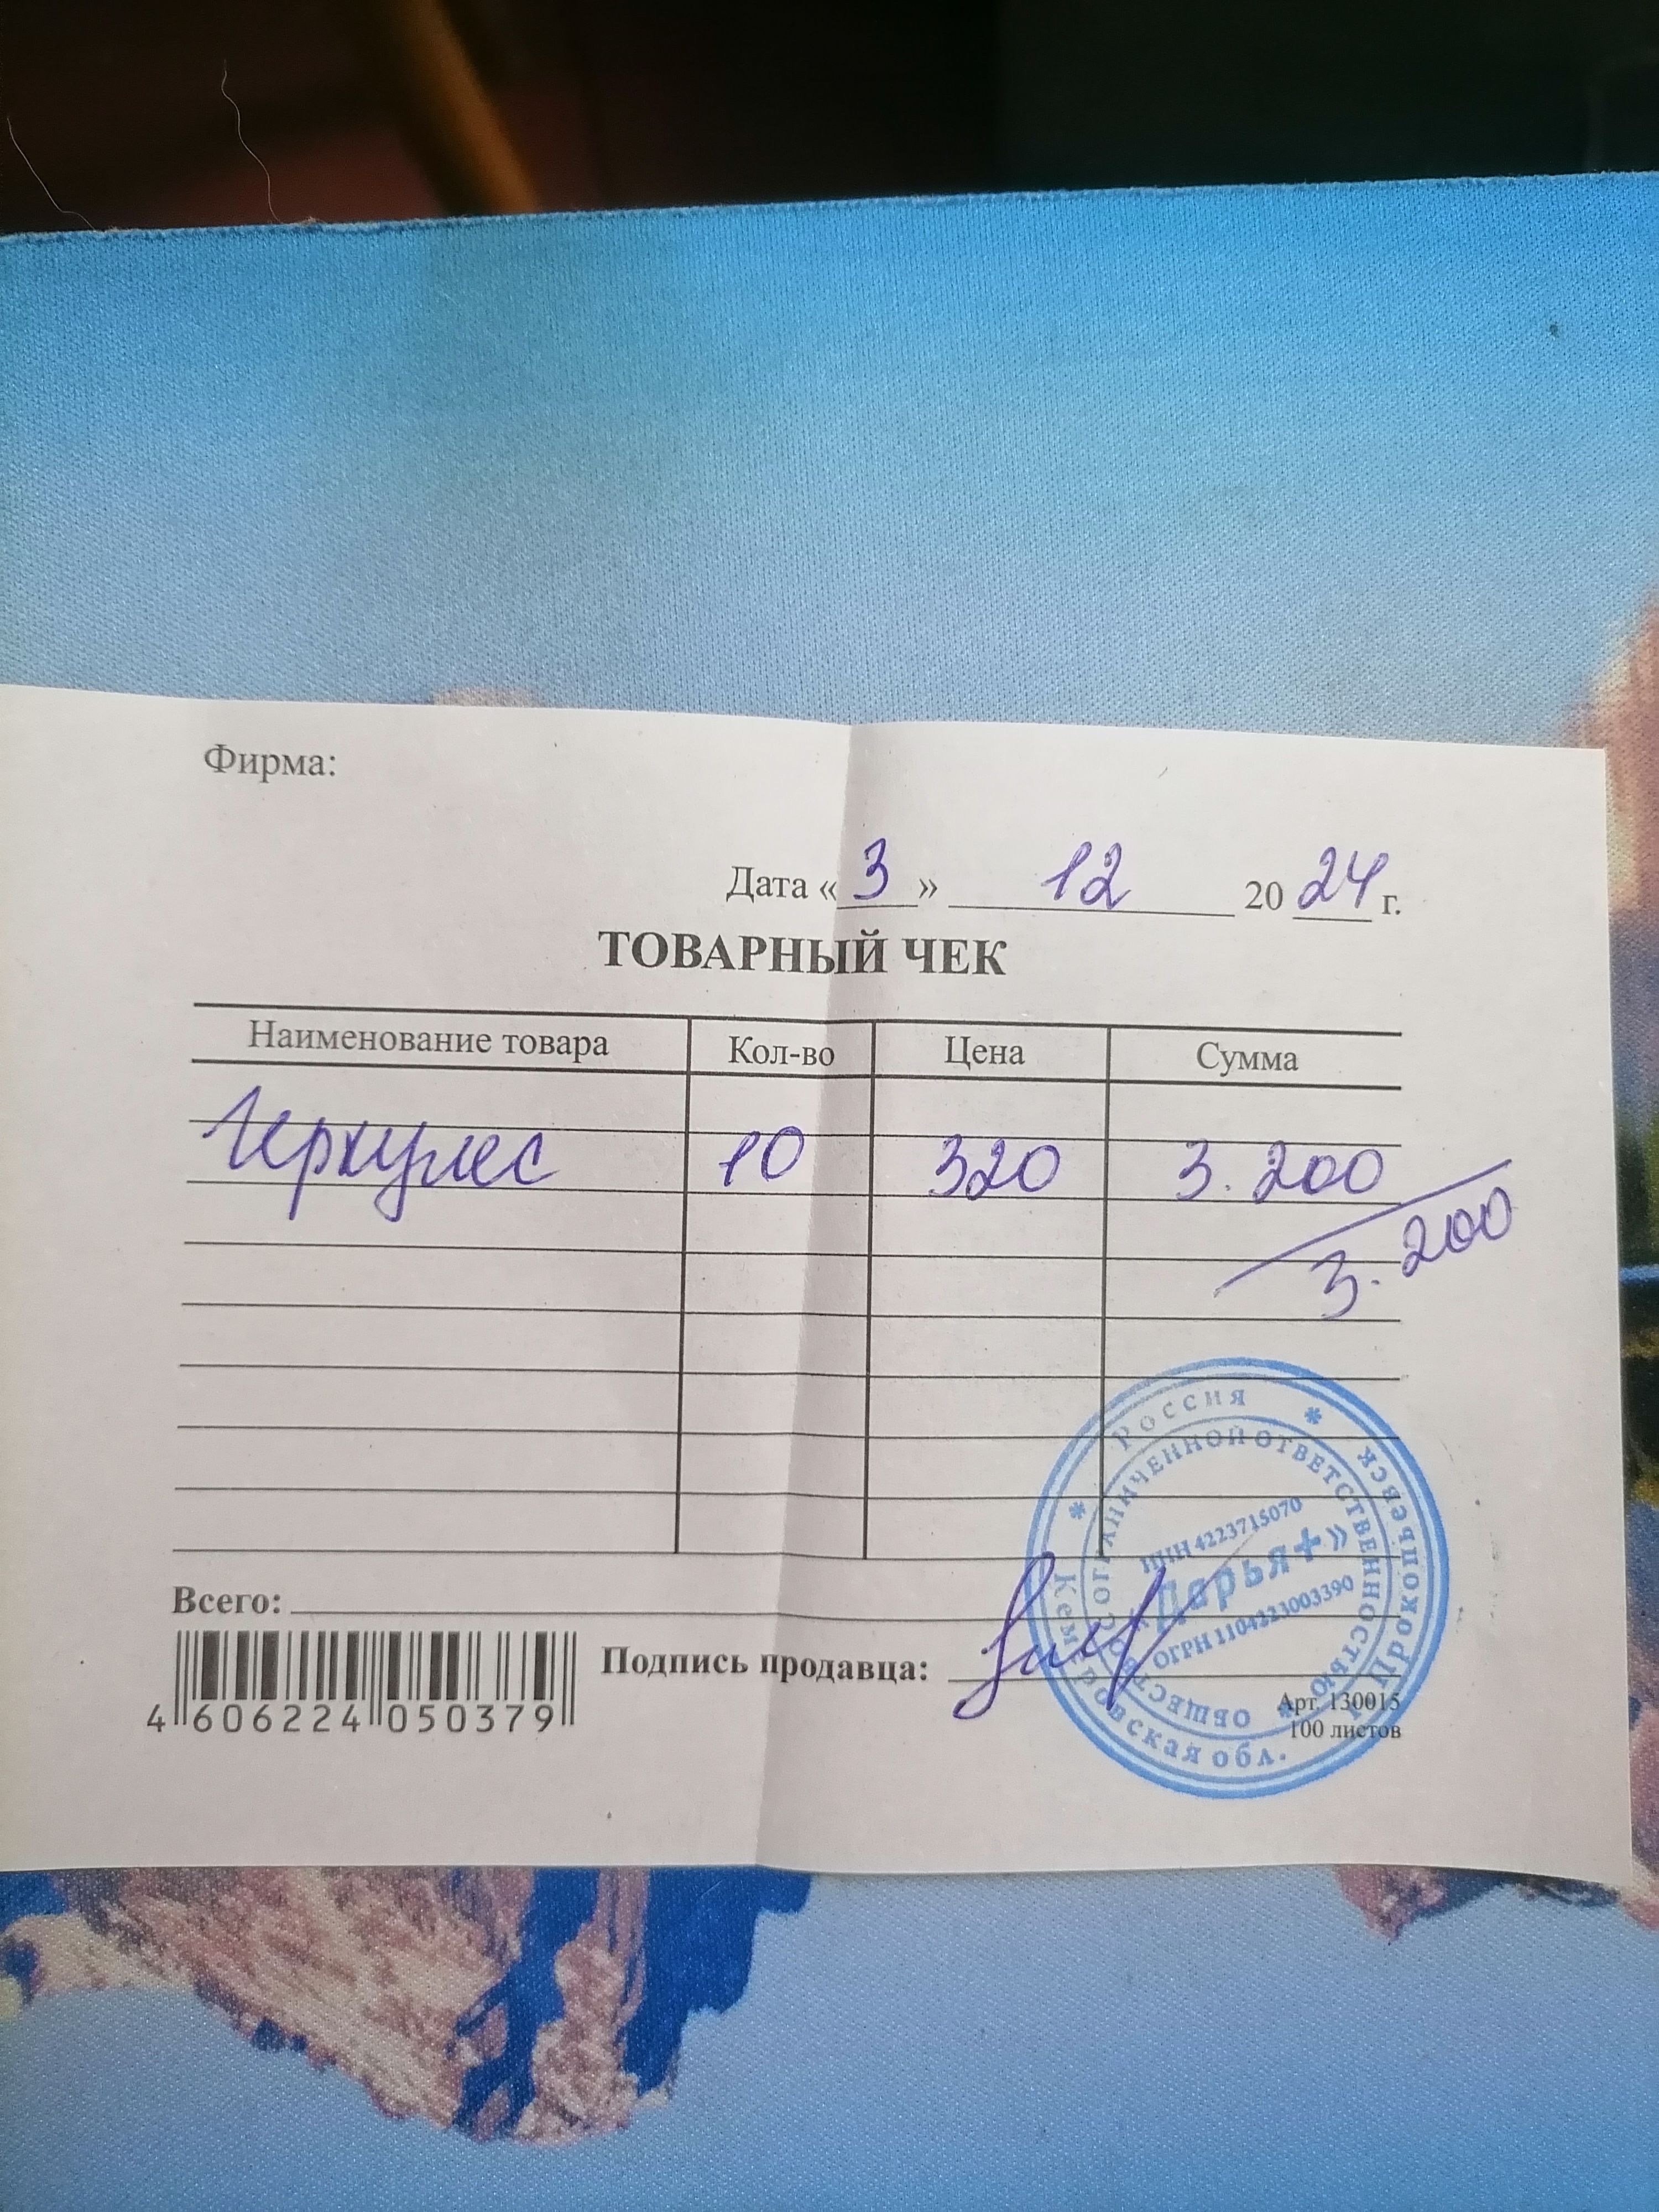 Фирма:
Дата «3» 12 2024 г.
ТОВАРНЫЙ ЧЕК
Наименование товара Кол-во Цена Сумма
Геркулес 10 320 3.200
3.200
Всего:
Подпись продавца:
4 606224 050379
Арт. 130015
100 листов
Россия * Прокопьевск
Кемеровская обл. *
ОБЩЕСТВО С ОГРАНИЧЕННОЙ ОТВЕТСТВЕННОСТЬЮ *
ИНН 4223715070
«Дарья+»
ОГРН 1104223003390